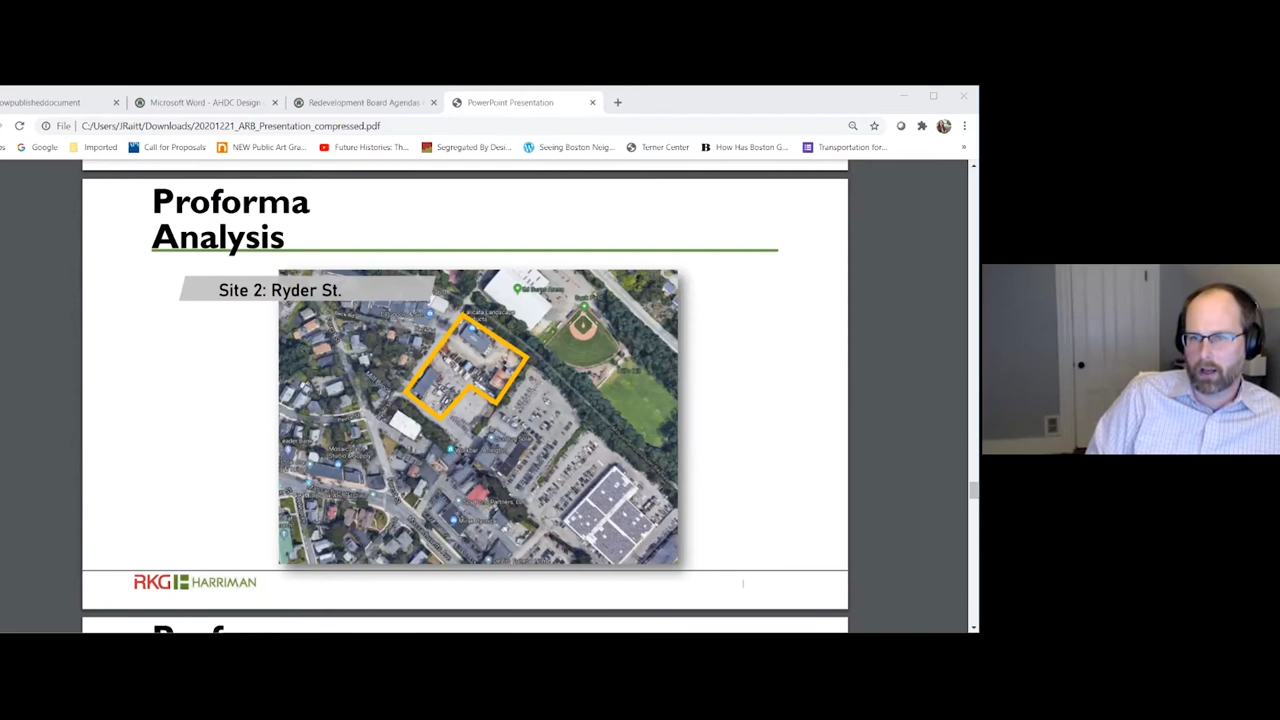 owpublisheddocument
Microsoft Word - AHDC Design
Redevelopment Board Agendas
PowerPoint Presentation
File | C:/Users/JRaitt/Downloads/20201221_ARB_Presentation_compressed.pdf
Google
Imported
Call for Proposals
NEW Public Art Gra...
Future Histories: Th...
Segregated By Desi...
Seeing Boston Neig...
Terner Center
How Has Boston G...
Transportation for...
»
Proforma
Analysis
Site 2: Ryder St.
RKG HARRIMAN